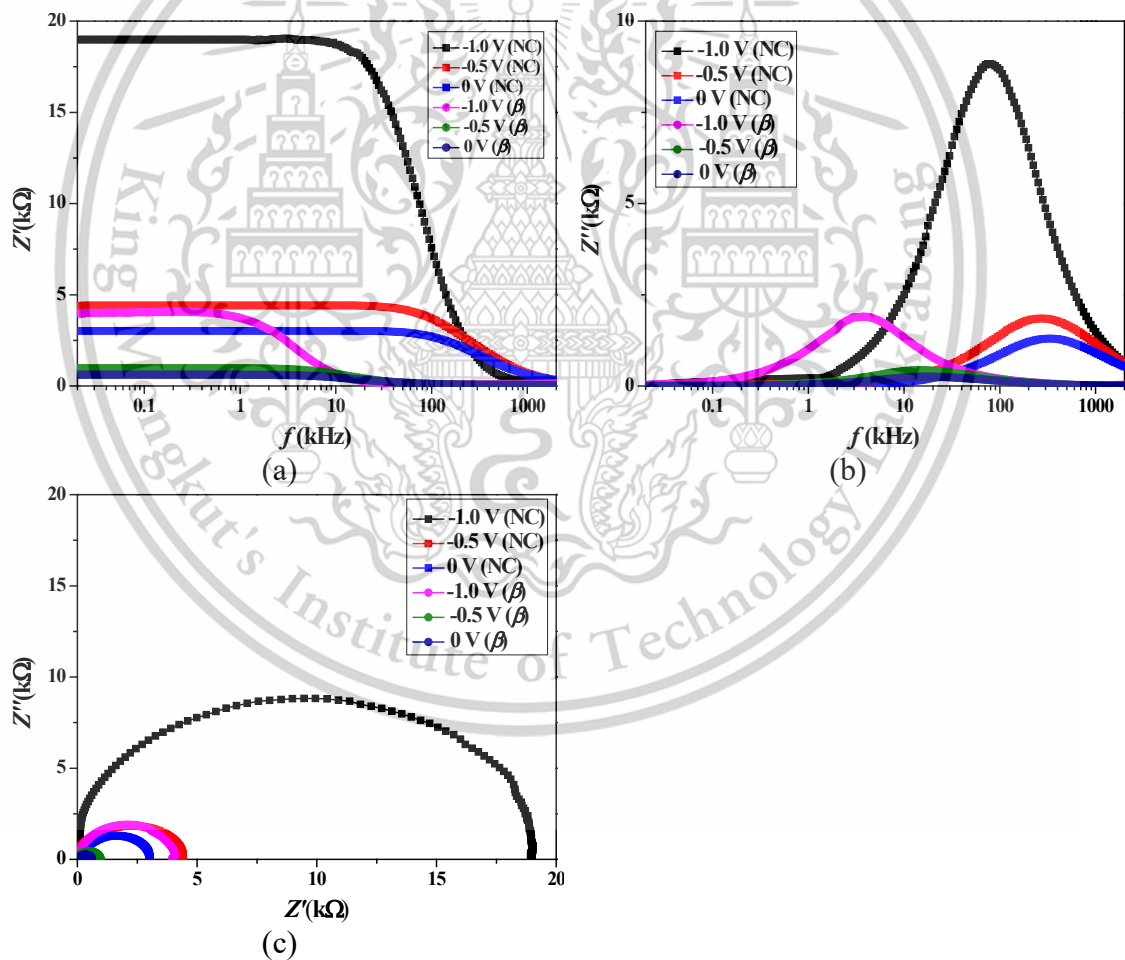 20
15
10
5
0
Z′(kΩ)
0.1 1 10 100 1000
f (kHz)
-1.0 V (NC)
-0.5 V (NC)
0 V (NC)
-1.0 V (β)
-0.5 V (β)
0 V (β)
(a)
10
5
0
Z′′(kΩ)
0.1 1 10 100 1000
f (kHz)
-1.0 V (NC)
-0.5 V (NC)
0 V (NC)
-1.0 V (β)
-0.5 V (β)
0 V (β)
(b)
20
15
10
5
0
Z′′(kΩ)
0 5 10 15 20
Z′(kΩ)
-1.0 V (NC)
-0.5 V (NC)
0 V (NC)
-1.0 V (β)
-0.5 V (β)
0 V (β)
(c)
King Mongkut's Institute of Technology Ladkrabang